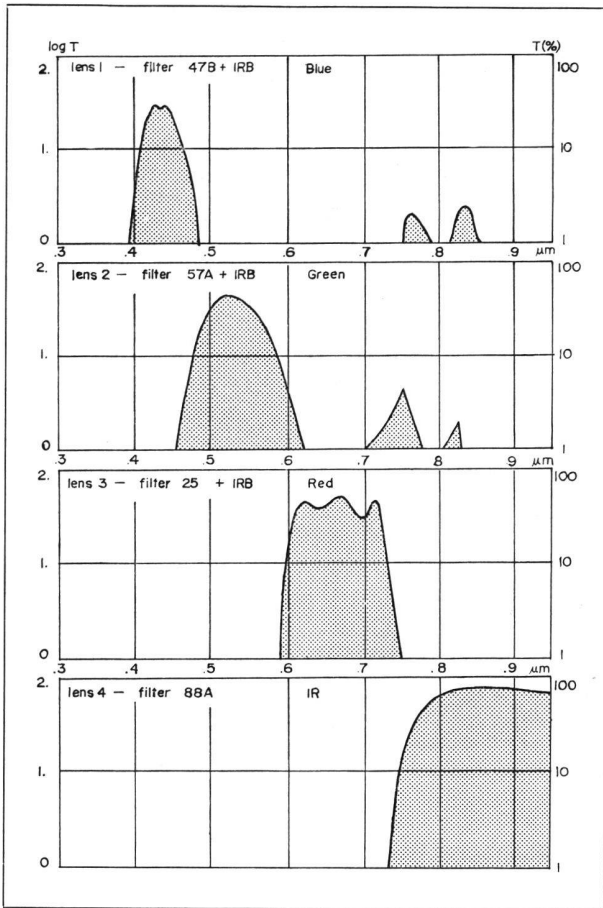 log T T(%)
2. lens 1 – filter 47B + IRB Blue 100
1. 10
0 1
.3 .4 .5 .6 .7 .8 .9 μm
2. lens 2 – filter 57A + IRB Green 100
1. 10
0 1
.3 .4 .5 .6 .7 .8 .9 μm
2. lens 3 – filter 25 + IRB Red 100
1. 10
0 1
.3 .4 .5 .6 .7 .8 .9 μm
2. lens 4 – filter 88A IR 100
1. 10
0 1